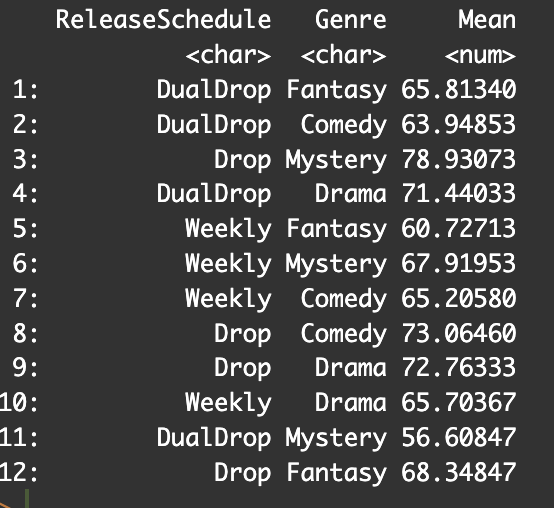 ReleaseSchedule Genre Mean
<char> <char> <num>
1: DualDrop Fantasy 65.81340
2: DualDrop Comedy 63.94853
3: Drop Mystery 78.93073
4: DualDrop Drama 71.44033
5: Weekly Fantasy 60.72713
6: Weekly Mystery 67.91953
7: Weekly Comedy 65.20580
8: Drop Comedy 73.06460
9: Drop Drama 72.76333
10: Weekly Drama 65.70367
11: DualDrop Mystery 56.60847
12: Drop Fantasy 68.34847